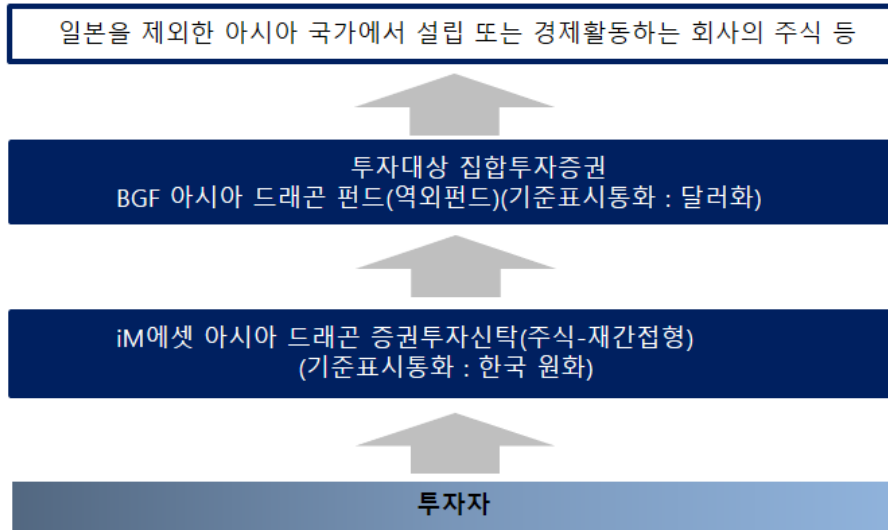 일본을 제외한 아시아 국가에서 설립 또는 경제활동하는 회사의 주식 등
투자대상 집합투자증권
BGF 아시아 드래곤 펀드(역외펀드)(기준표시통화 : 달러화)
iM에셋 아시아 드래곤 증권투자신탁(주식-재간접형)
(기준표시통화 : 한국 원화)
투자자